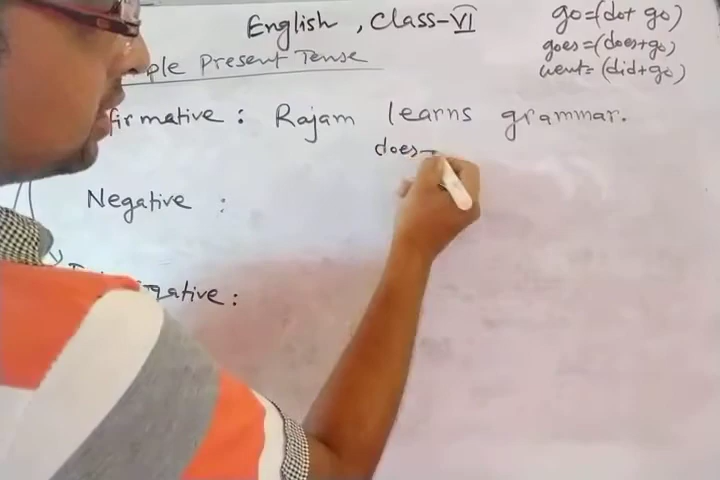 English, Class-VI
go=(do+ go)
goes=(does+go)
went=(did+go)
ple Present Tense
firmative: Rajam learns grammar.
does-
Negative :
gative: